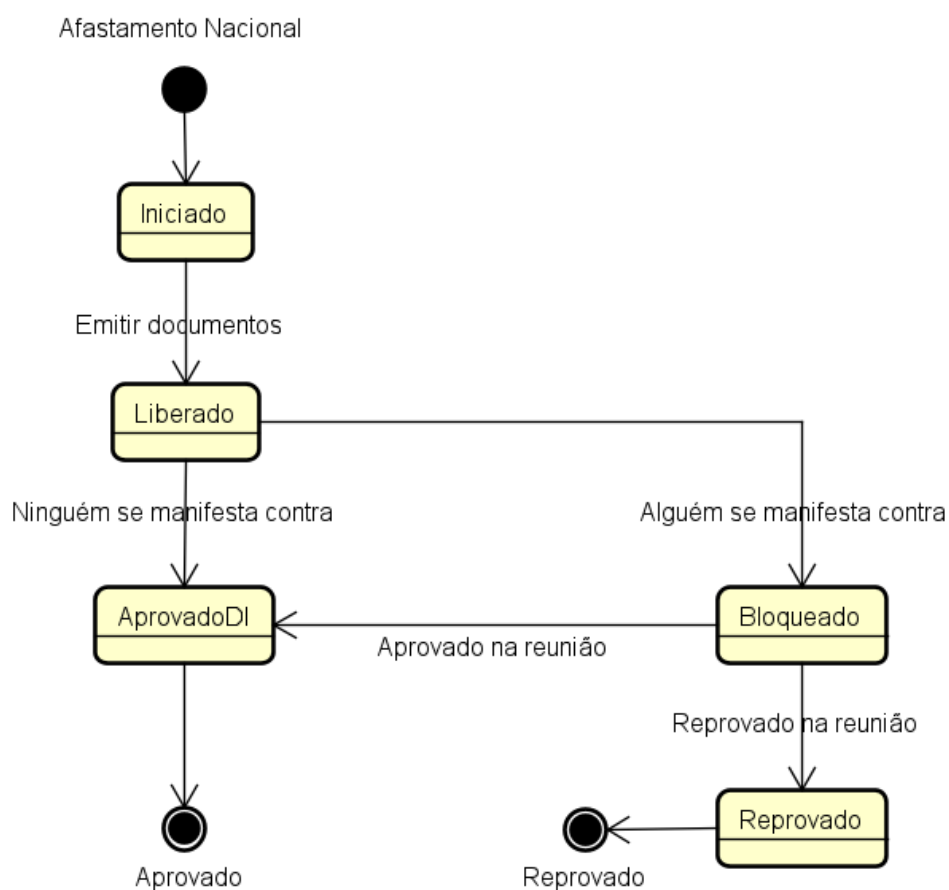 Afastamento Nacional
Iniciado
Emitir documentos
Liberado
Ninguém se manifesta contra
Alguém se manifesta contra
AprovadoDI
Bloqueado
Aprovado na reunião
Reprovado na reunião
Reprovado
Aprovado
Reprovado